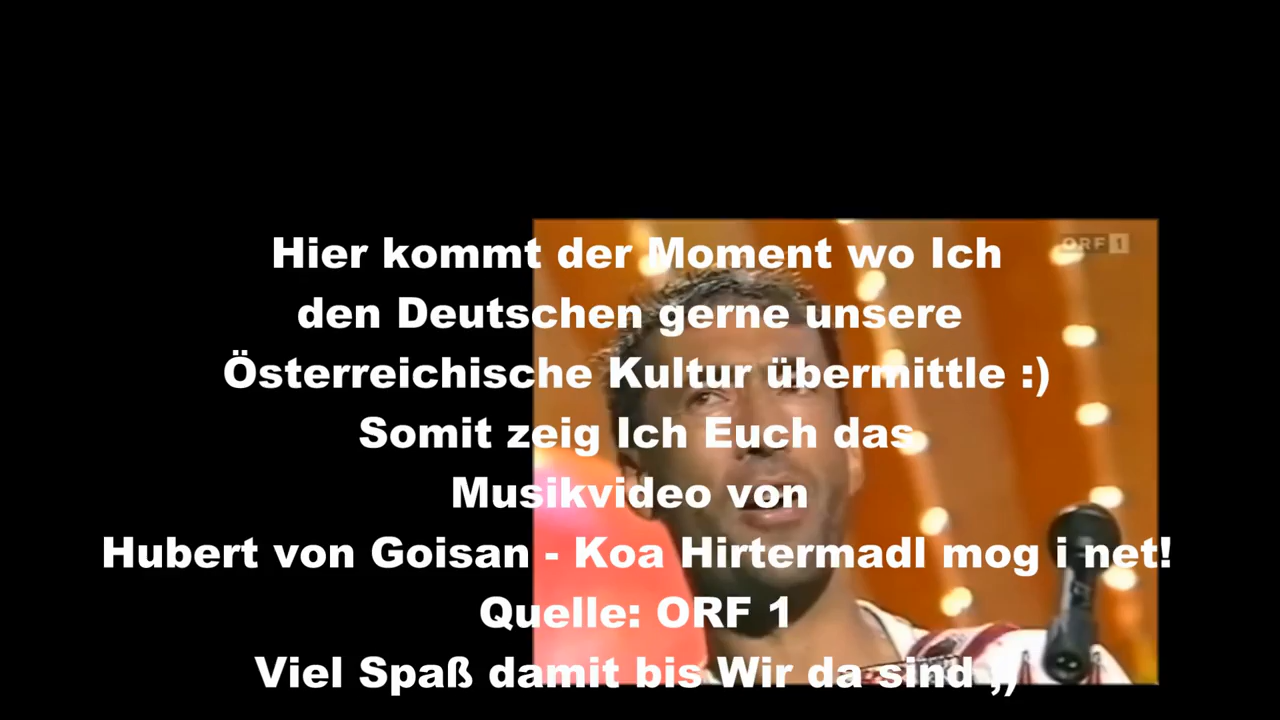 ORF 1
Hier kommt der Moment wo Ich
den Deutschen gerne unsere
Österreichische Kultur übermittle :)
Somit zeig Ich Euch das
Musikvideo von
Hubert von Goisan - Koa Hirtermadl mog i net!
Quelle: ORF 1
Viel Spaß damit bis Wir da sind ;)